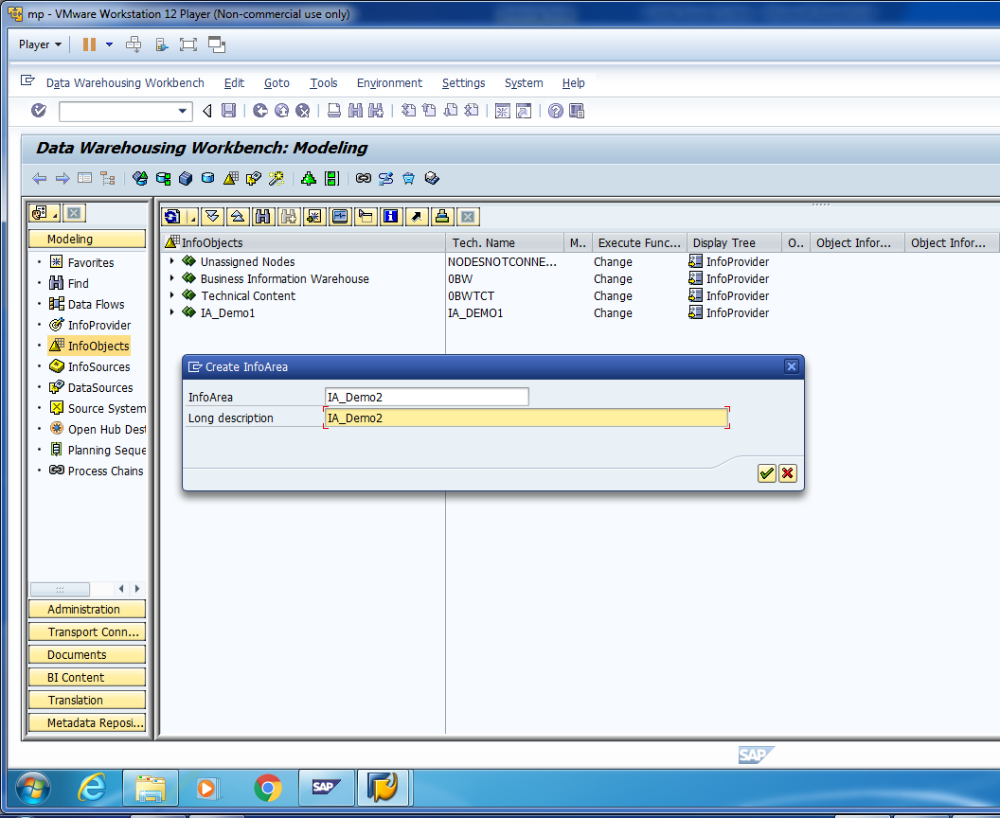 mp - VMware Workstation 12 Player (Non-commercial use only)
Player
Data Warehousing Workbench Edit Goto Tools Environment Settings System Help
Data Warehousing Workbench: Modeling
Modeling
Favorites
Find
Data Flows
InfoProvider
InfoObjects
InfoSources
DataSources
Source System
Open Hub Dest
Planning Seque
Process Chains
Administration
Transport Conn...
Documents
BI Content
Translation
Metadata Reposi...
InfoObjects Tech. Name M.. Execute Func... Display Tree O.. Object Infor... Object Infor...
Unassigned Nodes NODESNOTCONNE... Change InfoProvider
Business Information Warehouse 0BW Change InfoProvider
Technical Content 0BWTCT Change InfoProvider
IA_Demo1 IA_DEMO1 Change InfoProvider
Create InfoArea
InfoArea IA_Demo2
Long description IA_Demo2
SAP
SAP